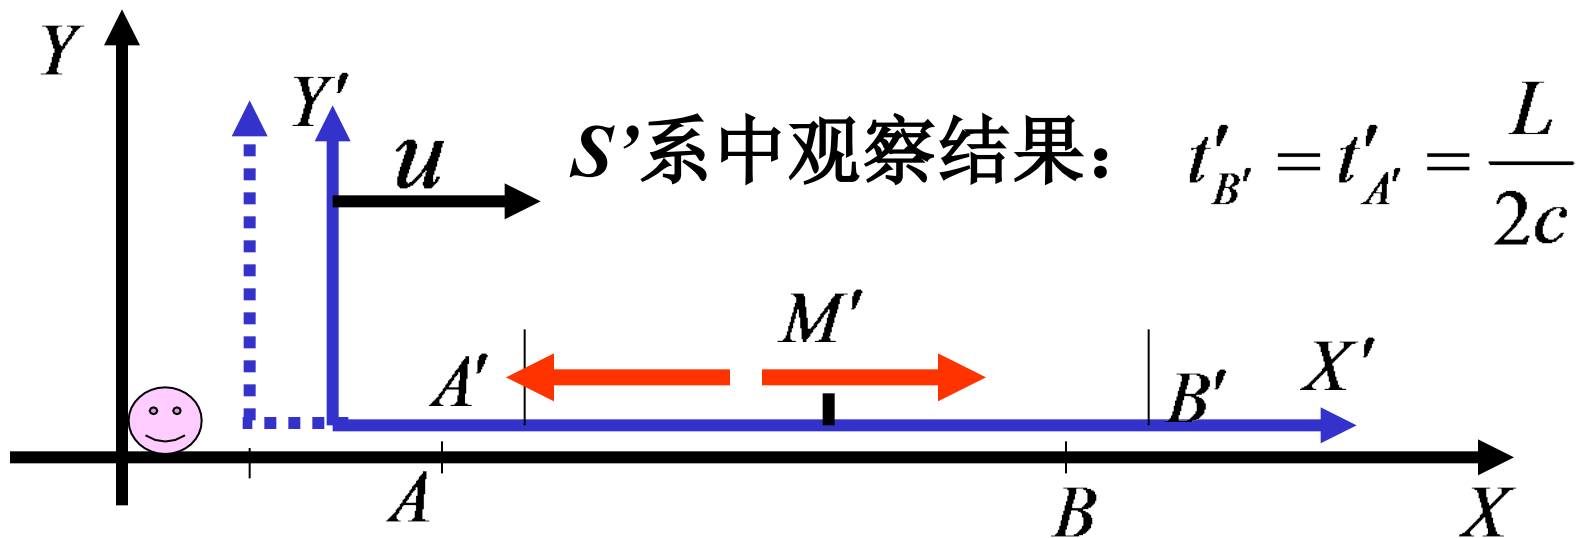 Y
Y′
u
S’系中观察结果： t′_{B′} = t′_{A′} = L/2c
M′
A′
X′
B′
A
B
X